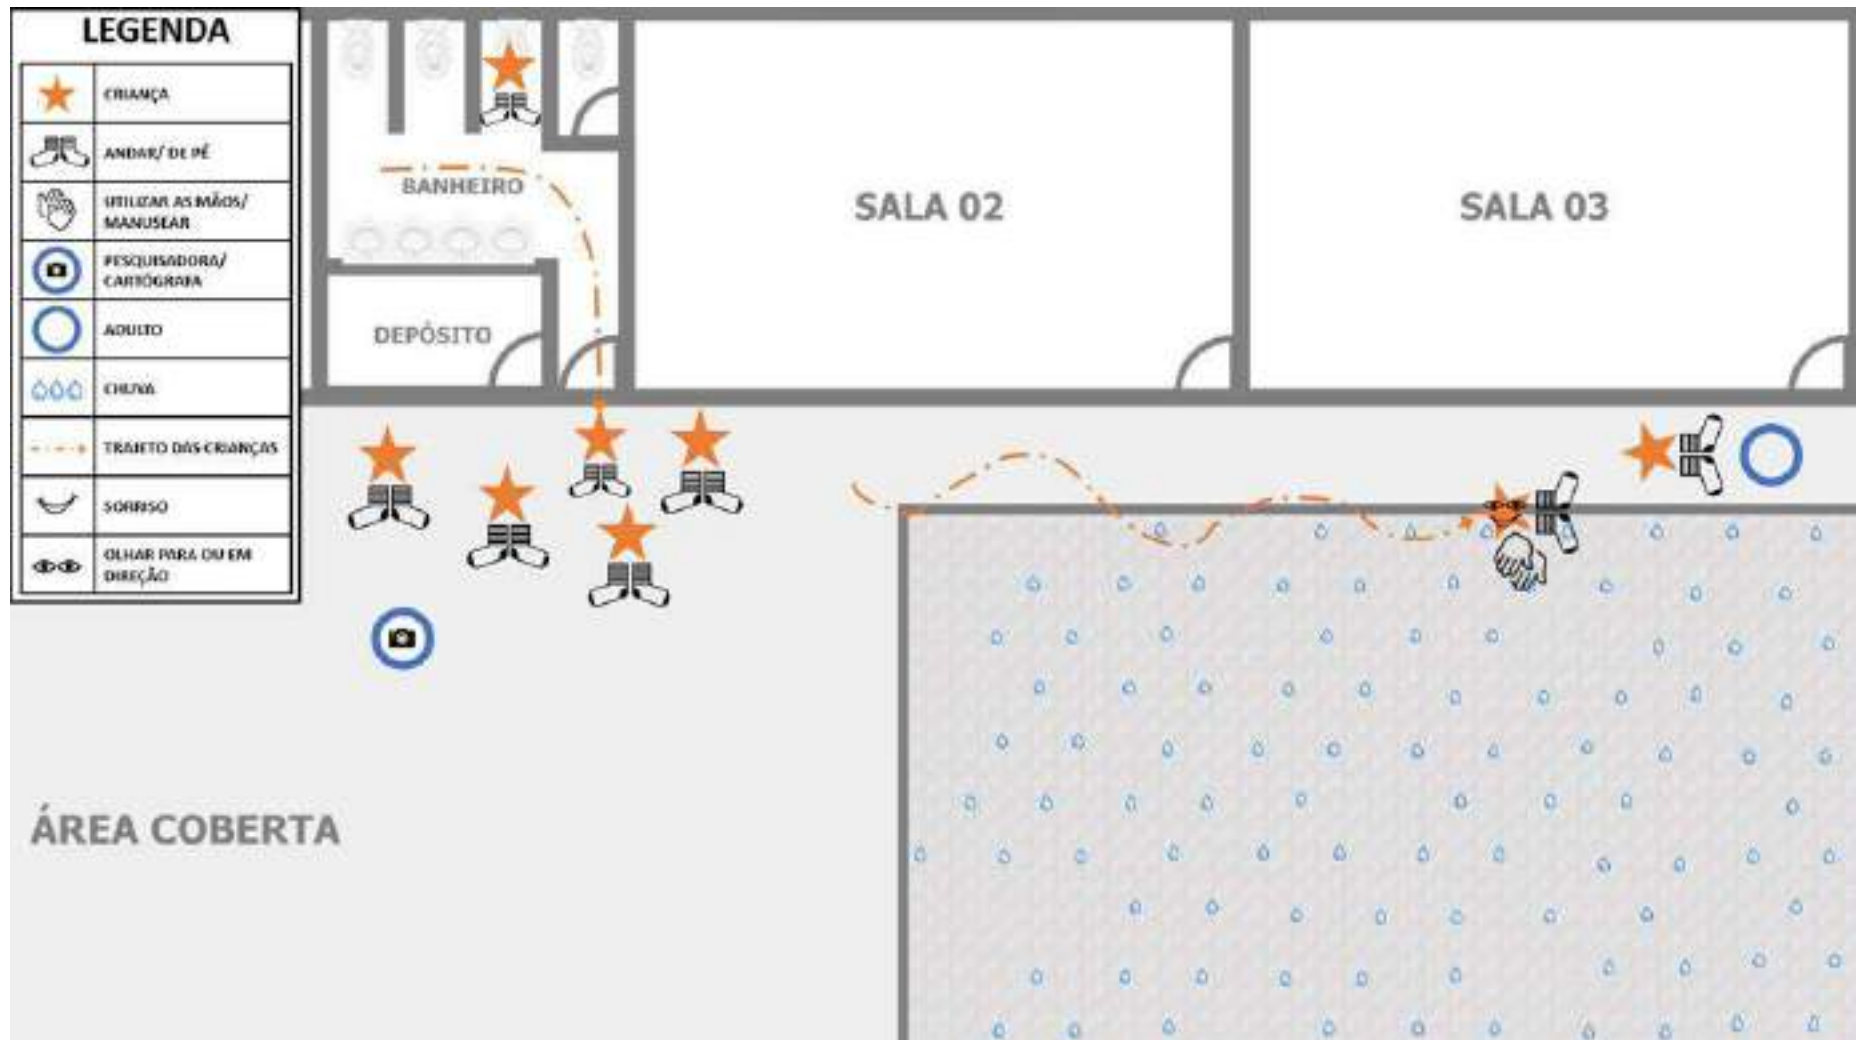 LEGENDA
CRIANÇA
ANDAR/ DE PÉ
UTILIZAR AS MÃOS/
MANUSEAR
PESQUISADORA/
CARTÓGRAFA
ADULTO
CHUVA
TRAJETO DAS CRIANÇAS
SORRISO
OLHAR PARA OU EM
DIREÇÃO
BANHEIRO
SALA 02
SALA 03
DEPÓSITO
ÁREA COBERTA